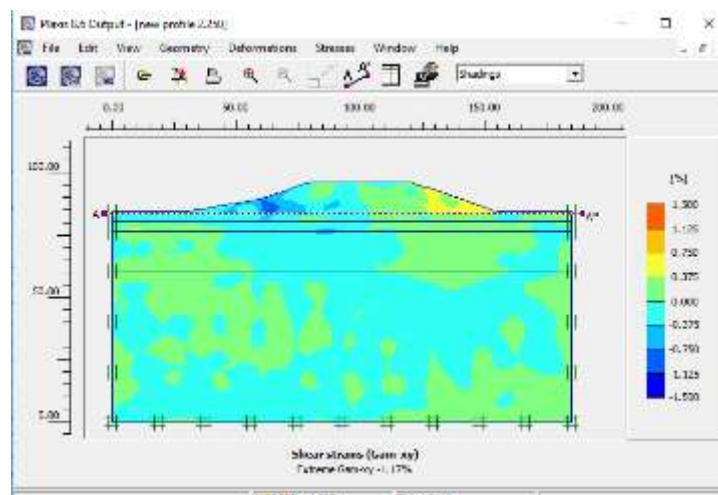 Plaxis 8.6 Output - [new profile 2.250]
File Edit View Geometry Deformations Stresses Window Help
Shadings
0.00 50.00 100.00 150.00 200.00
100.00
50.00
0.00
A
A*
[%]
1.500
1.125
0.750
0.375
0.000
-0.375
-0.750
-1.125
-1.500
Shear strains (Gam-xy)
Extreme Gam-xy -1.17%